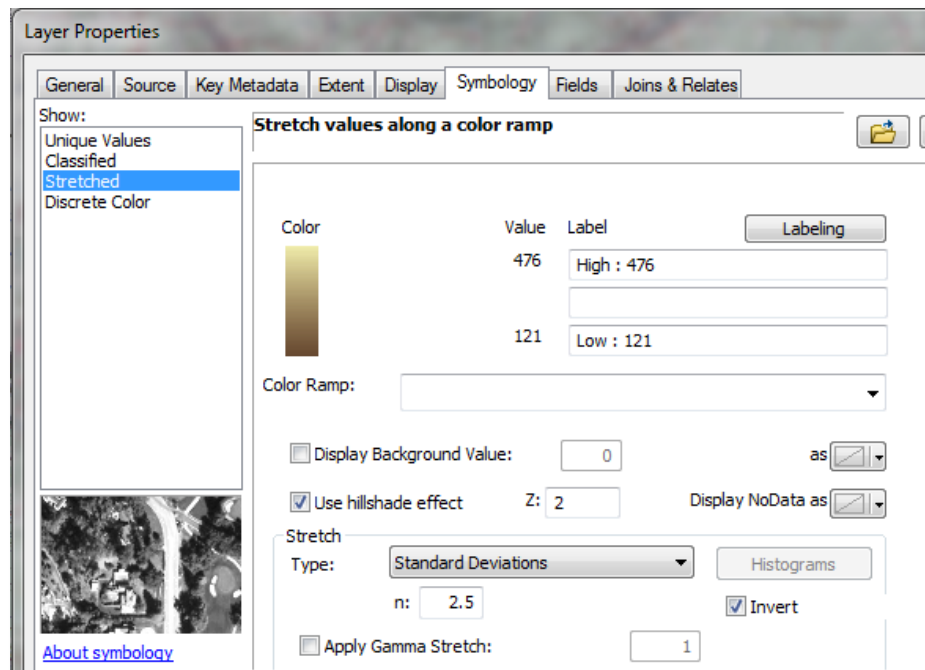 Layer Properties
General Source Key Metadata Extent Display Symbology Fields Joins & Relates
Show:
Unique Values
Classified
Stretched
Discrete Color
About symbology
Stretch values along a color ramp
Color Value Label Labeling
476 High : 476
121 Low : 121
Color Ramp:
Display Background Value: 0 as
Use hillshade effect Z: 2 Display NoData as
Stretch
Type: Standard Deviations Histograms
n: 2.5 Invert
Apply Gamma Stretch: 1